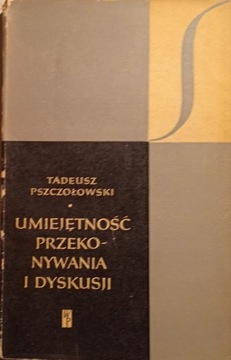 TADEUSZ
PSZCZOŁOWSKI
UMIEJĘTNOŚĆ
PRZEKO-
NYWANIA
I DYSKUSJI